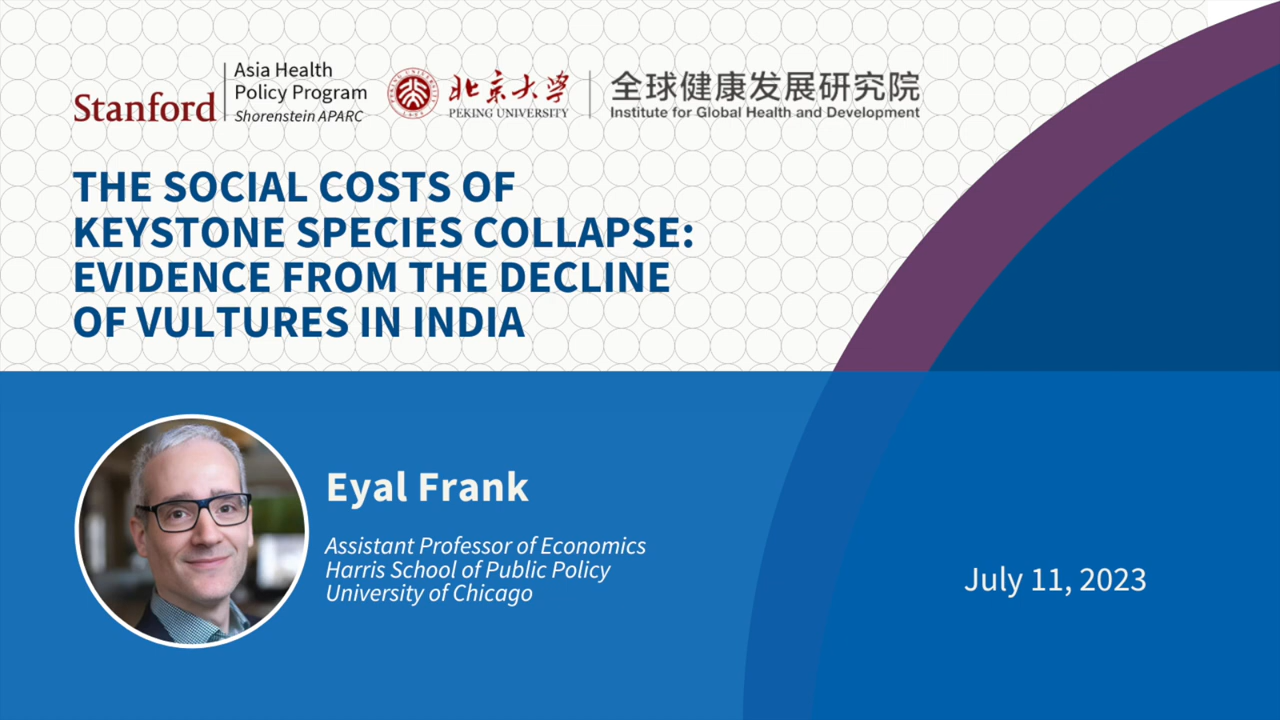 Stanford
Asia Health
Policy Program
Shorenstein APARC
北京大学
PEKING UNIVERSITY
全球健康发展研究院
Institute for Global Health and Development
THE SOCIAL COSTS OF
KEYSTONE SPECIES COLLAPSE:
EVIDENCE FROM THE DECLINE
OF VULTURES IN INDIA
Eyal Frank
Assistant Professor of Economics
Harris School of Public Policy
University of Chicago
July 11, 2023